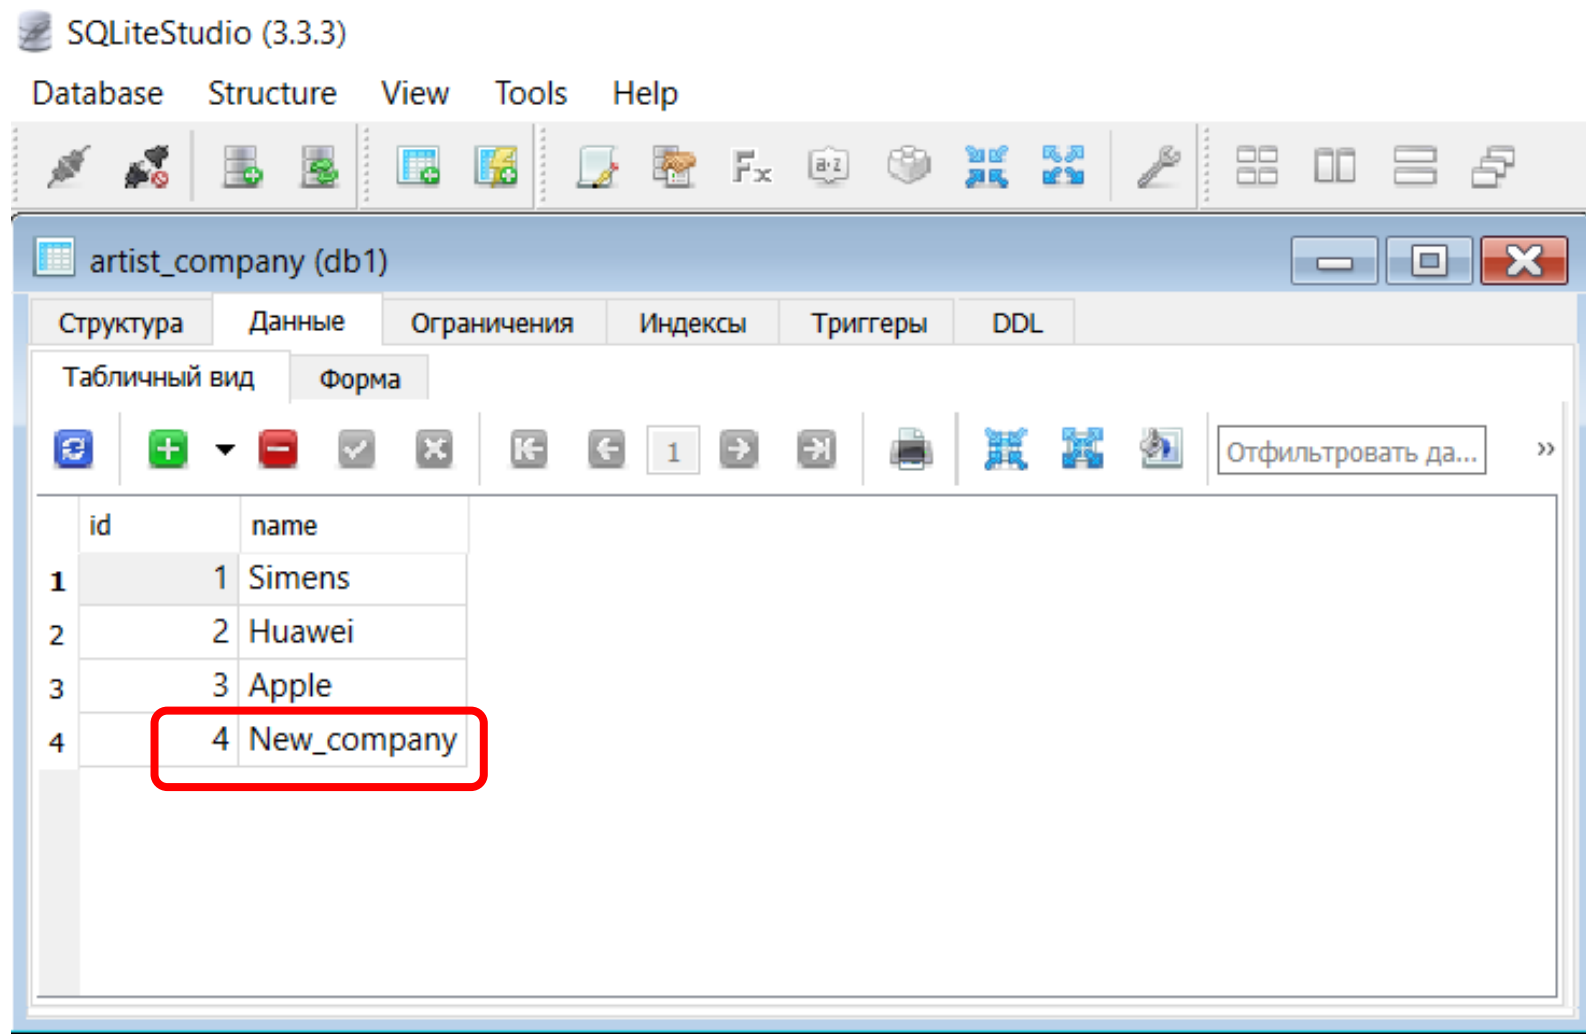 SQLiteStudio (3.3.3)
Database Structure View Tools Help
Fx a·z
artist_company (db1)
Структура Данные Ограничения Индексы Триггеры DDL
Табличный вид Форма
1 Отфильтровать да... »
id name
1 1 Simens
2 2 Huawei
3 3 Apple
4 4 New_company